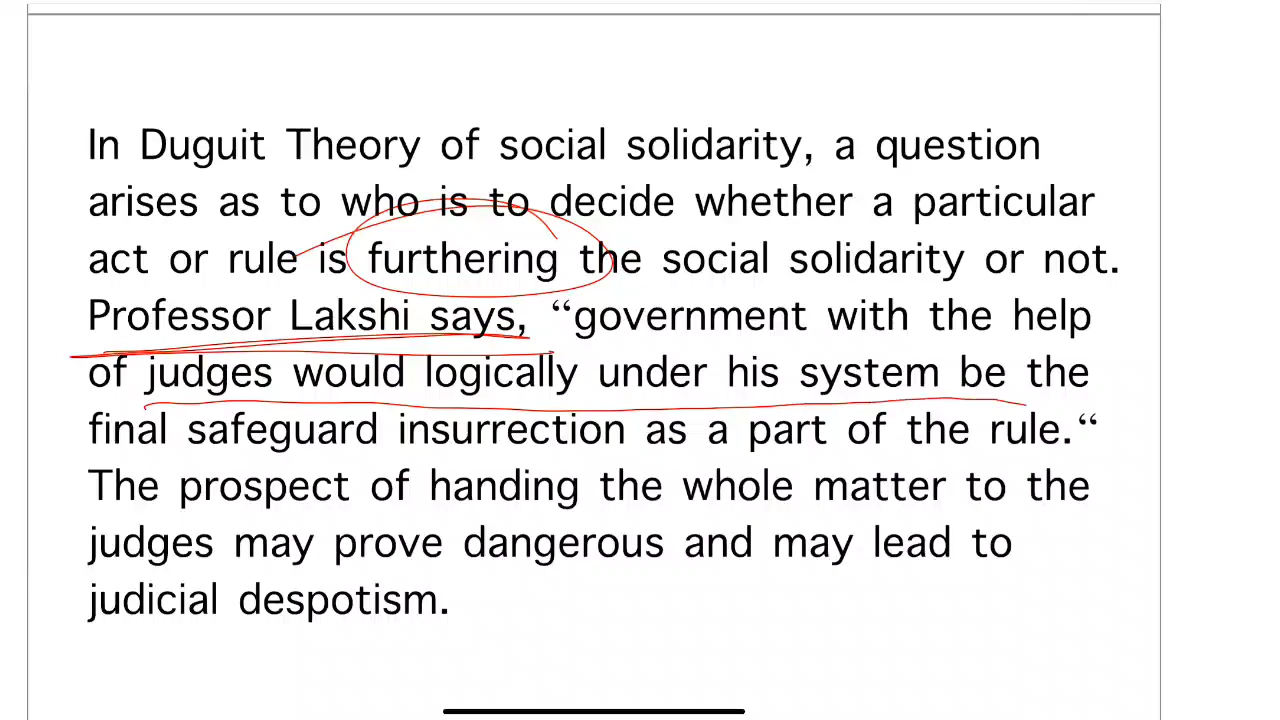 In Duguit Theory of social solidarity, a question
arises as to who is to decide whether a particular
act or rule is furthering the social solidarity or not.
Professor Lakshi says, “government with the help
of judges would logically under his system be the
final safeguard insurrection as a part of the rule.“
The prospect of handing the whole matter to the
judges may prove dangerous and may lead to
judicial despotism.